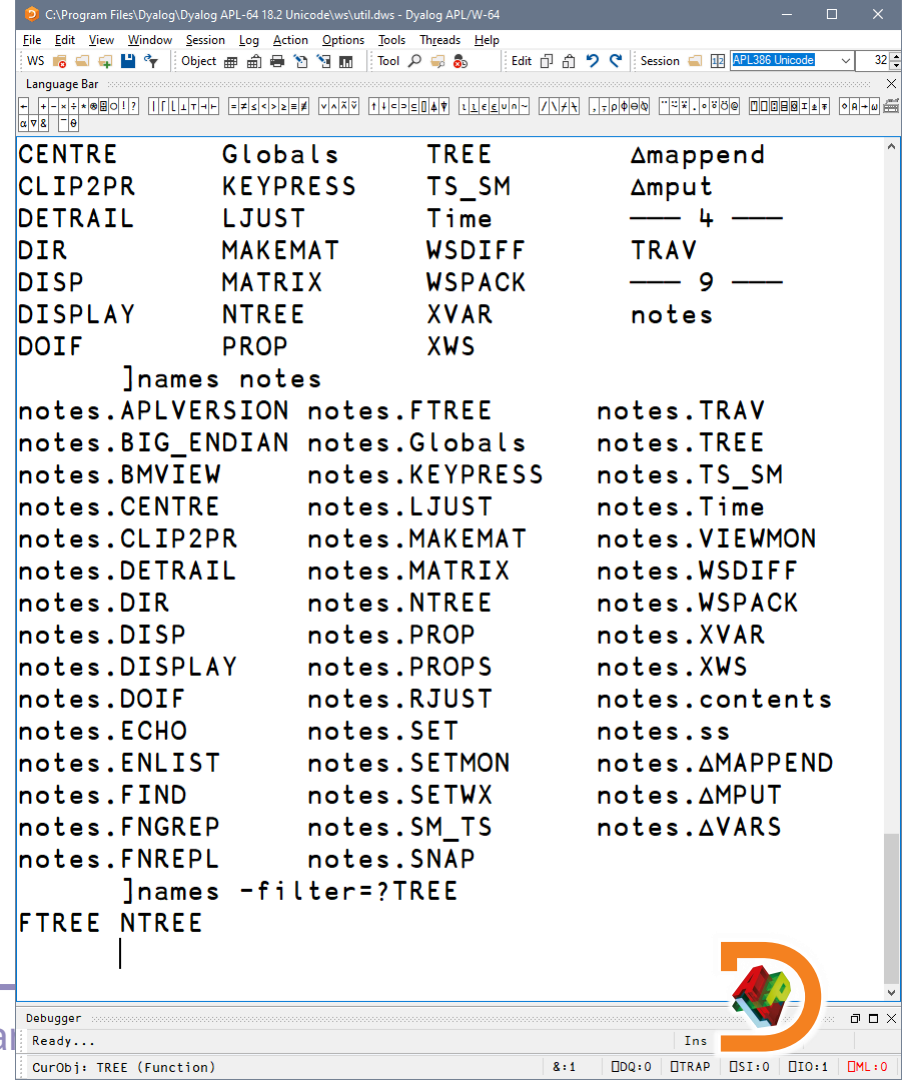 C:\Program Files\Dyalog\Dyalog APL-64 18.2 Unicode\ws\util.dws - Dyalog APL/W-64
File Edit View Window Session Log Action Options Tools Threads Help
WS Object Tool Edit Session APL386 Unicode 32
Language Bar
CENTRE Globals TREE ∆mappend
CLIP2PR KEYPRESS TS_SM ∆mput
DETRAIL LJUST Time ─── 4 ───
DIR MAKEMAT WSDIFF TRAV
DISP MATRIX WSPACK ─── 9 ───
DISPLAY NTREE XVAR notes
DOIF PROP XWS
]names notes
notes.APLVERSION notes.FTREE notes.TRAV
notes.BIG_ENDIAN notes.Globals notes.TREE
notes.BMVIEW notes.KEYPRESS notes.TS_SM
notes.CENTRE notes.LJUST notes.Time
notes.CLIP2PR notes.MAKEMAT notes.VIEWMON
notes.DETRAIL notes.MATRIX notes.WSDIFF
notes.DIR notes.NTREE notes.WSPACK
notes.DISP notes.PROP notes.XVAR
notes.DISPLAY notes.PROPS notes.XWS
notes.DOIF notes.RJUST notes.contents
notes.ECHO notes.SET notes.ss
notes.ENLIST notes.SETMON notes.∆MAPPEND
notes.FIND notes.SETWX notes.∆MPUT
notes.FNGREP notes.SM_TS notes.∆VARS
notes.FNREPL notes.SNAP
]names -filter=?TREE
FTREE NTREE
Debugger
Ready... Ins
CurObj: TREE (Function) &:1 ⎕DQ:0 ⎕TRAP ⎕SI:0 ⎕IO:1 ⎕ML:0